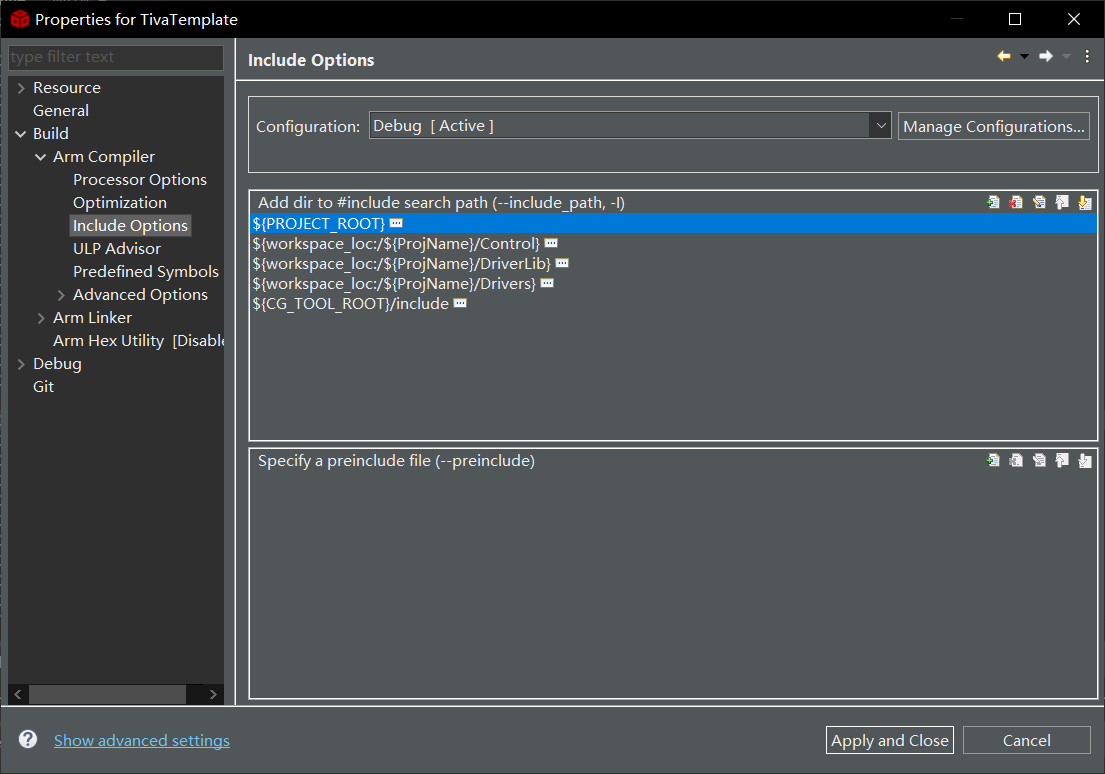 Properties for TivaTemplate
type filter text
Resource
General
Build
Arm Compiler
Processor Options
Optimization
Include Options
ULP Advisor
Predefined Symbols
Advanced Options
Arm Linker
Arm Hex Utility [Disable
Debug
Git
Include Options
Configuration:
Debug [ Active ]
Manage Configurations...
Add dir to #include search path (--include_path, -I)
${PROJECT_ROOT}
${workspace_loc:/${ProjName}/Control}
${workspace_loc:/${ProjName}/DriverLib}
${workspace_loc:/${ProjName}/Drivers}
${CG_TOOL_ROOT}/include
Specify a preinclude file (--preinclude)
Show advanced settings
Apply and Close
Cancel